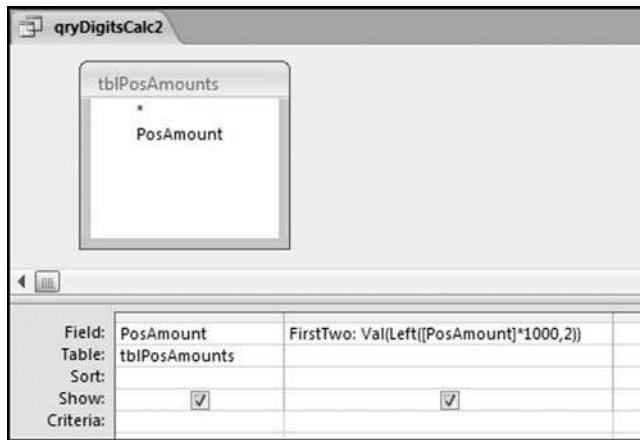 qryDigitsCalc2
tblPosAmounts
*
PosAmount
Field: PosAmount FirstTwo: Val(Left([PosAmount]*1000,2))
Table: tblPosAmounts
Sort:
Show:
Criteria: